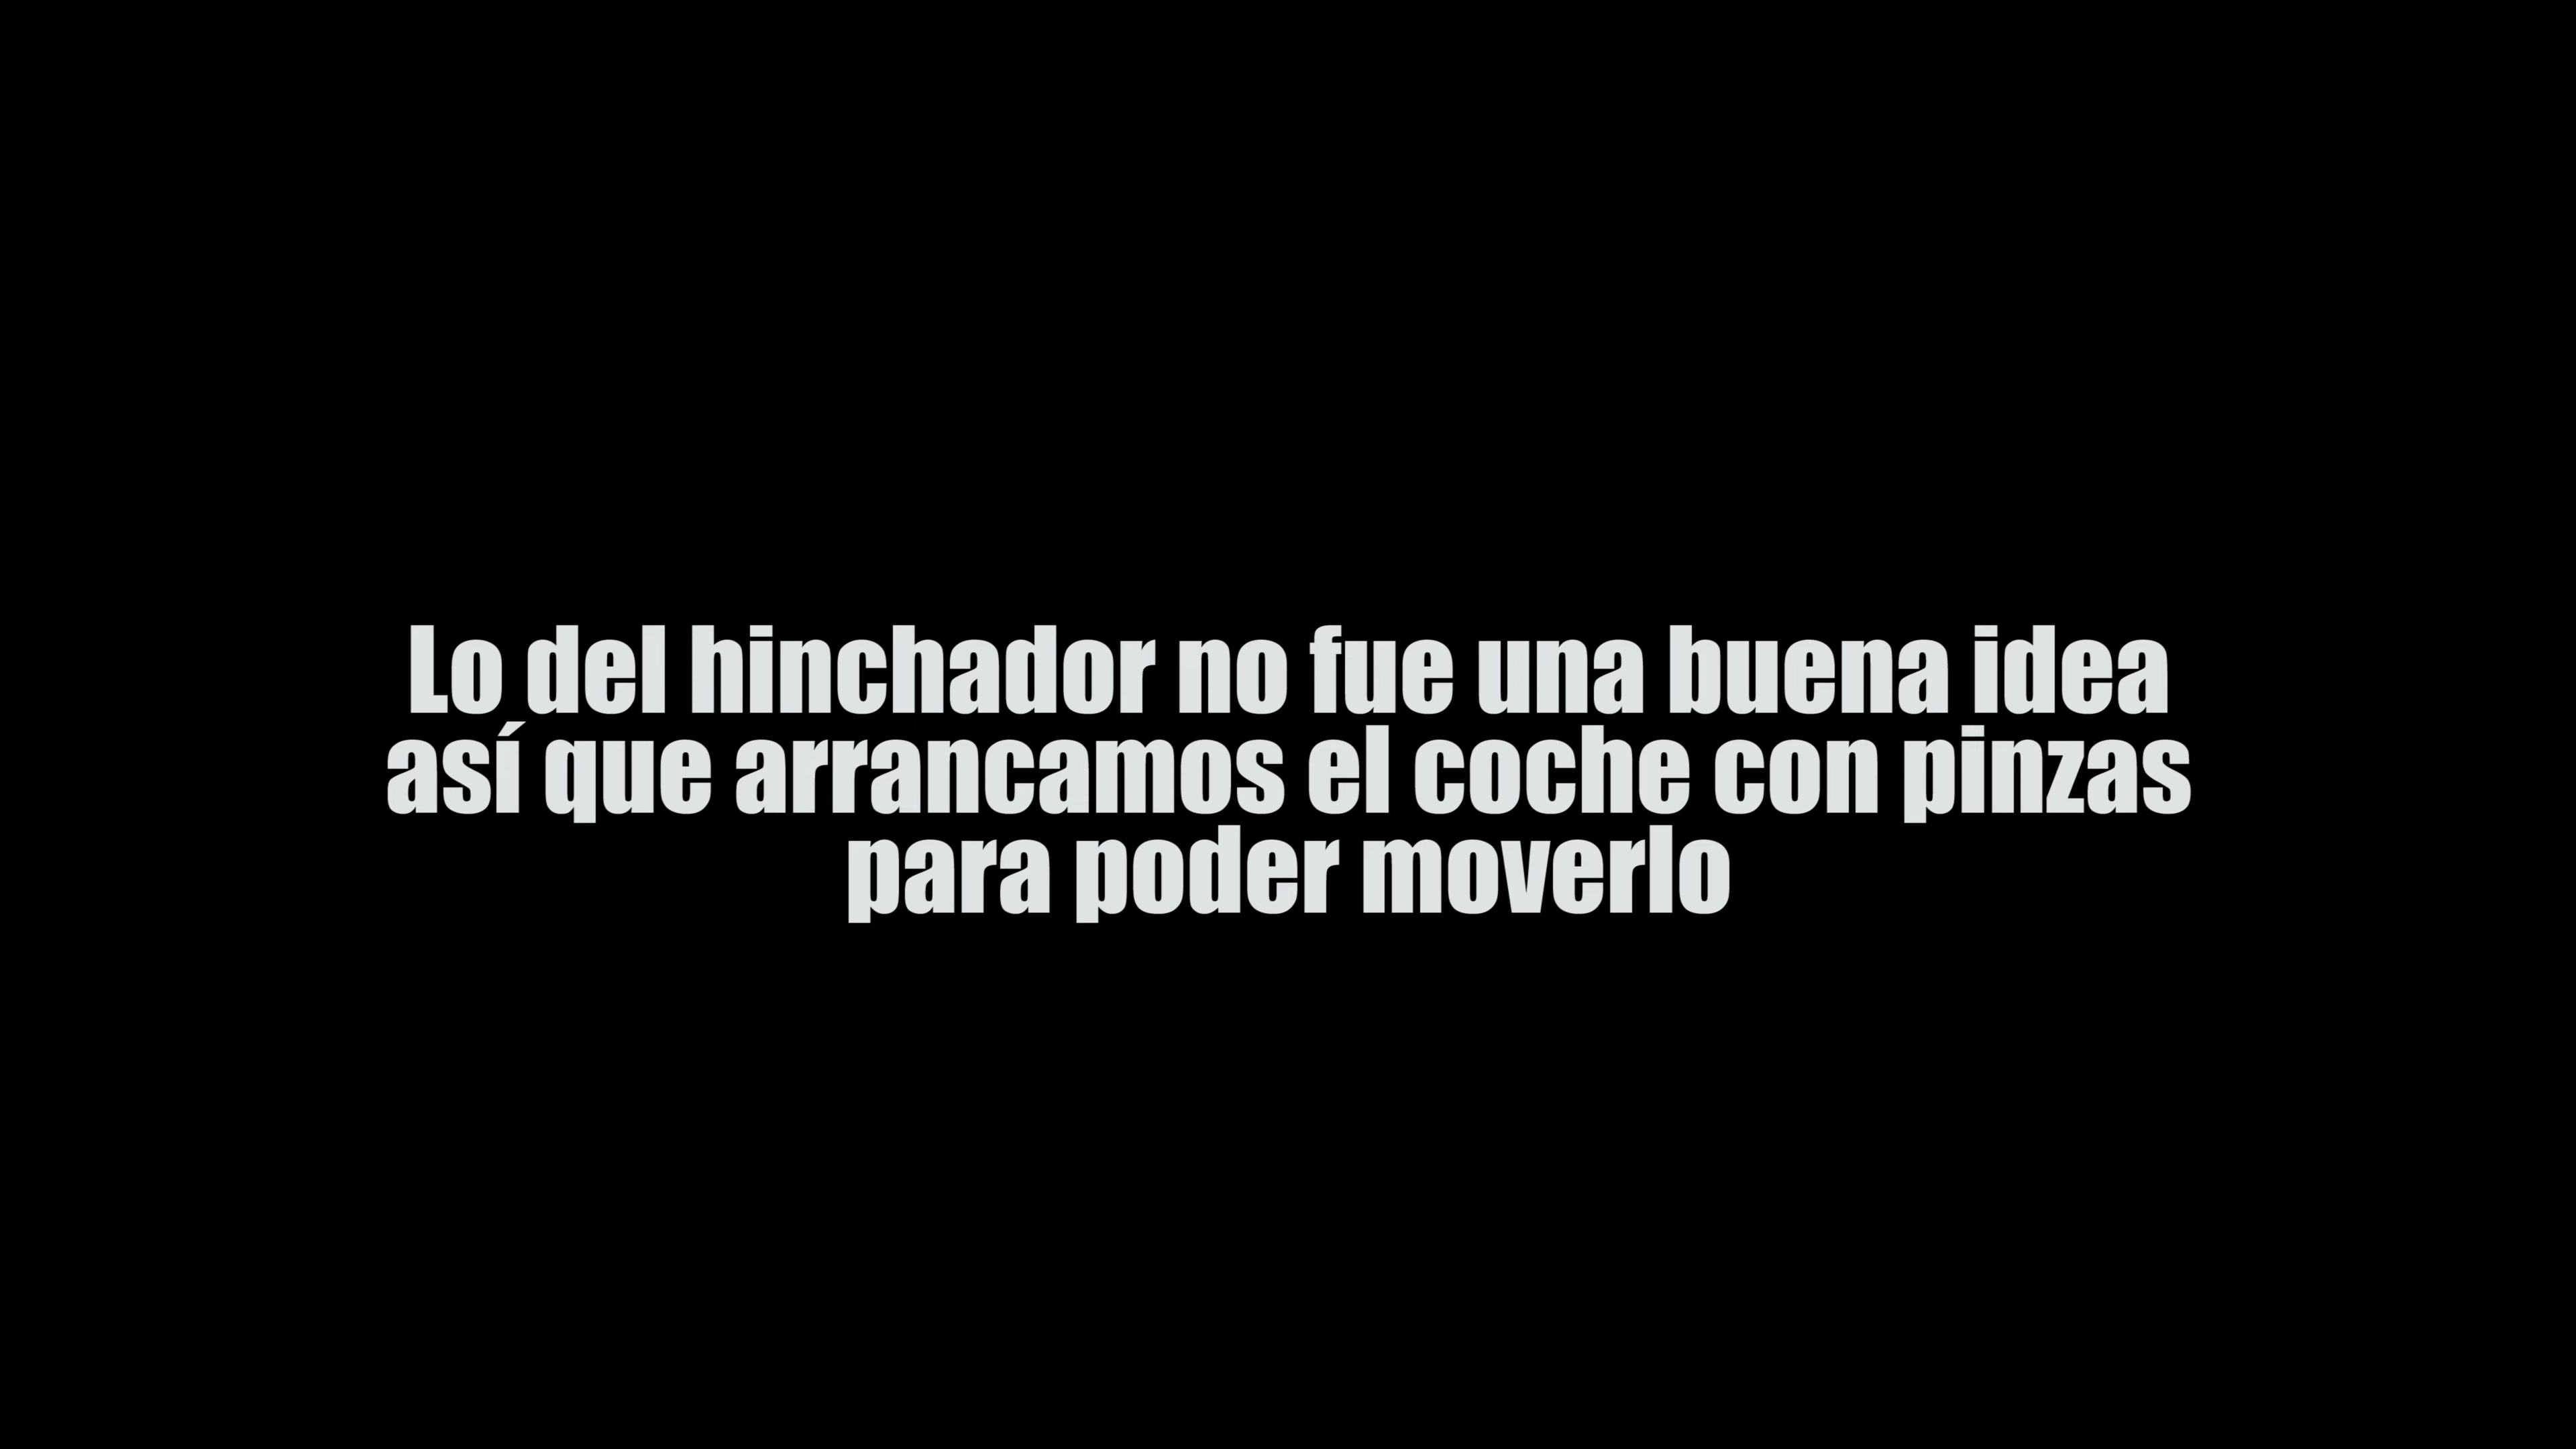 Lo del hinchador no fue una buena idea
así que arrancamos el coche con pinzas
para poder moverlo